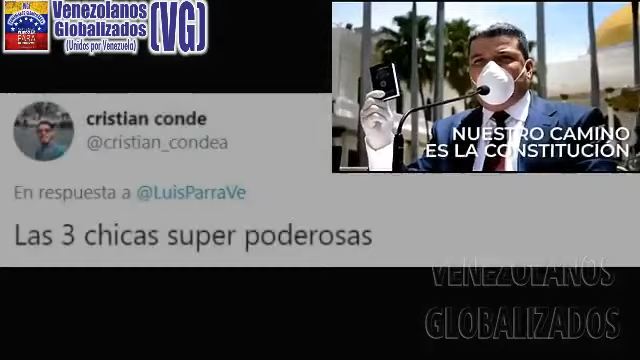 Venezolanos
Globalizados
(Unidos por Venezuela)
(VG)
cristian conde
@cristian_condea
En respuesta a @LuisParraVe
Las 3 chicas super poderosas
NUESTRO CAMINO
ES LA CONSTITUCIÓN
VENEZOLANOS
GLOBALIZADOS